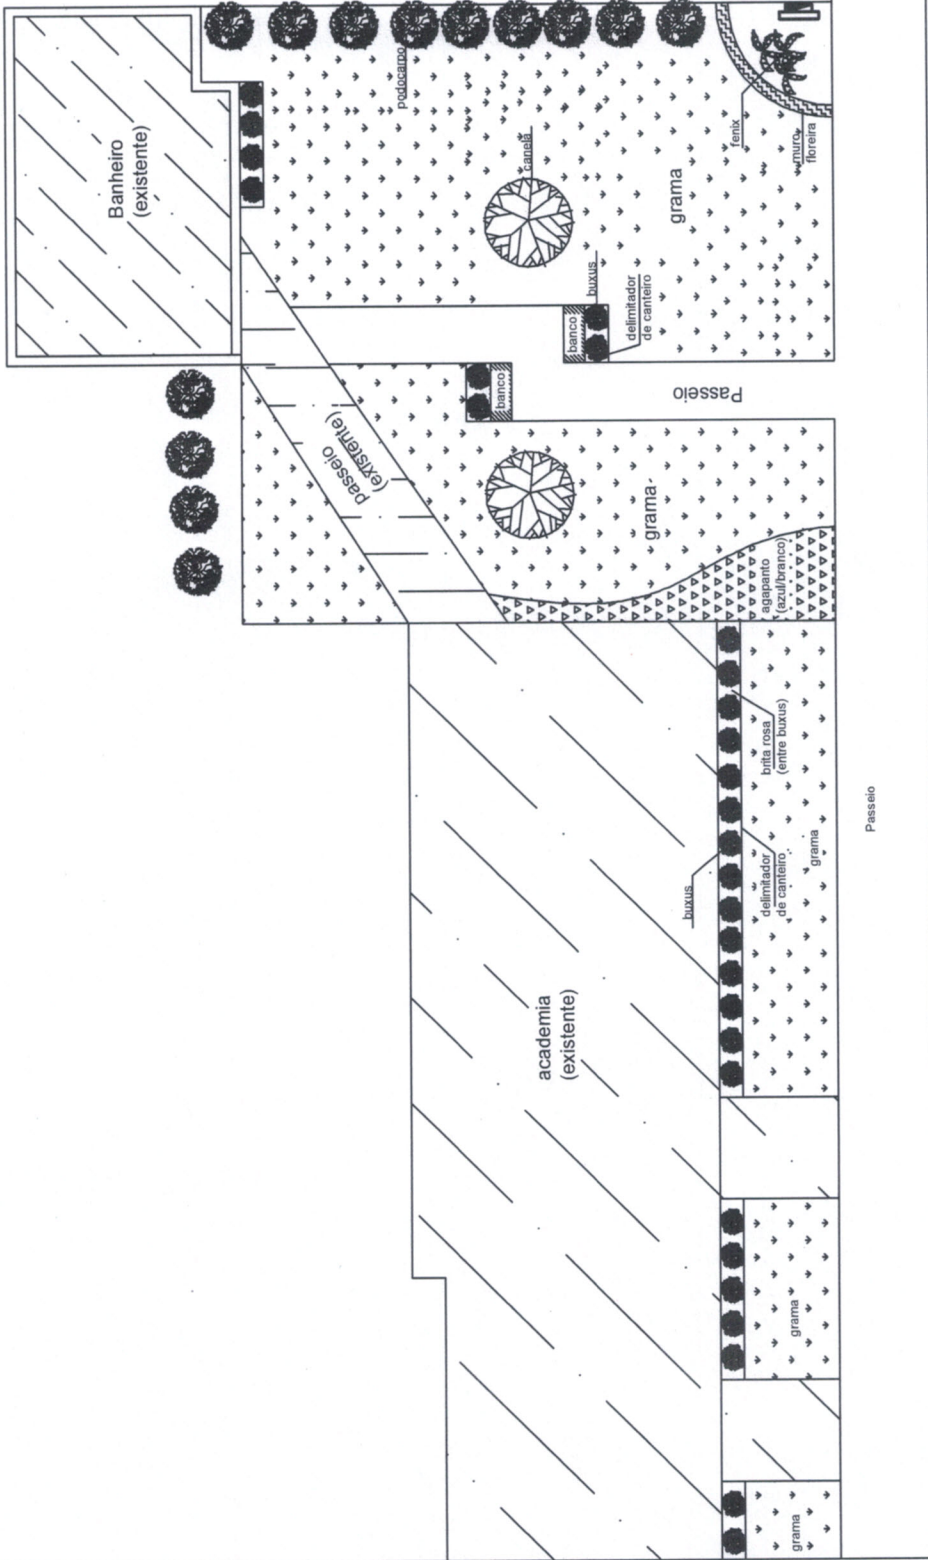 Banheiro
(existente)
podocarpo
canela
fenix
muro
floreira
grama
buxus
delimitador
de canteiro
banco
banco
Passeio
passeio
(existente)
grama
agapanto
(azul/branco)
brita rosa
(entre buxus)
buxus
delimitador
de canteiro
grama
Passeio
academia
(existente)
grama
grama